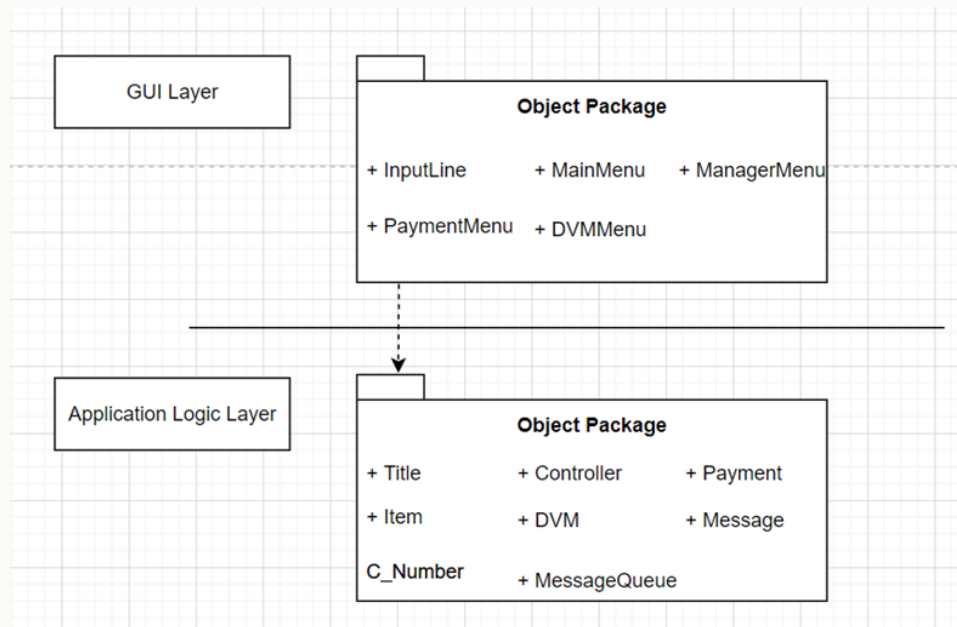 GUI Layer
Object Package
+ InputLine + MainMenu + ManagerMenu
+ PaymentMenu + DVMMenu
Application Logic Layer
Object Package
+ Title + Controller + Payment
+ Item + DVM + Message
C_Number + MessageQueue